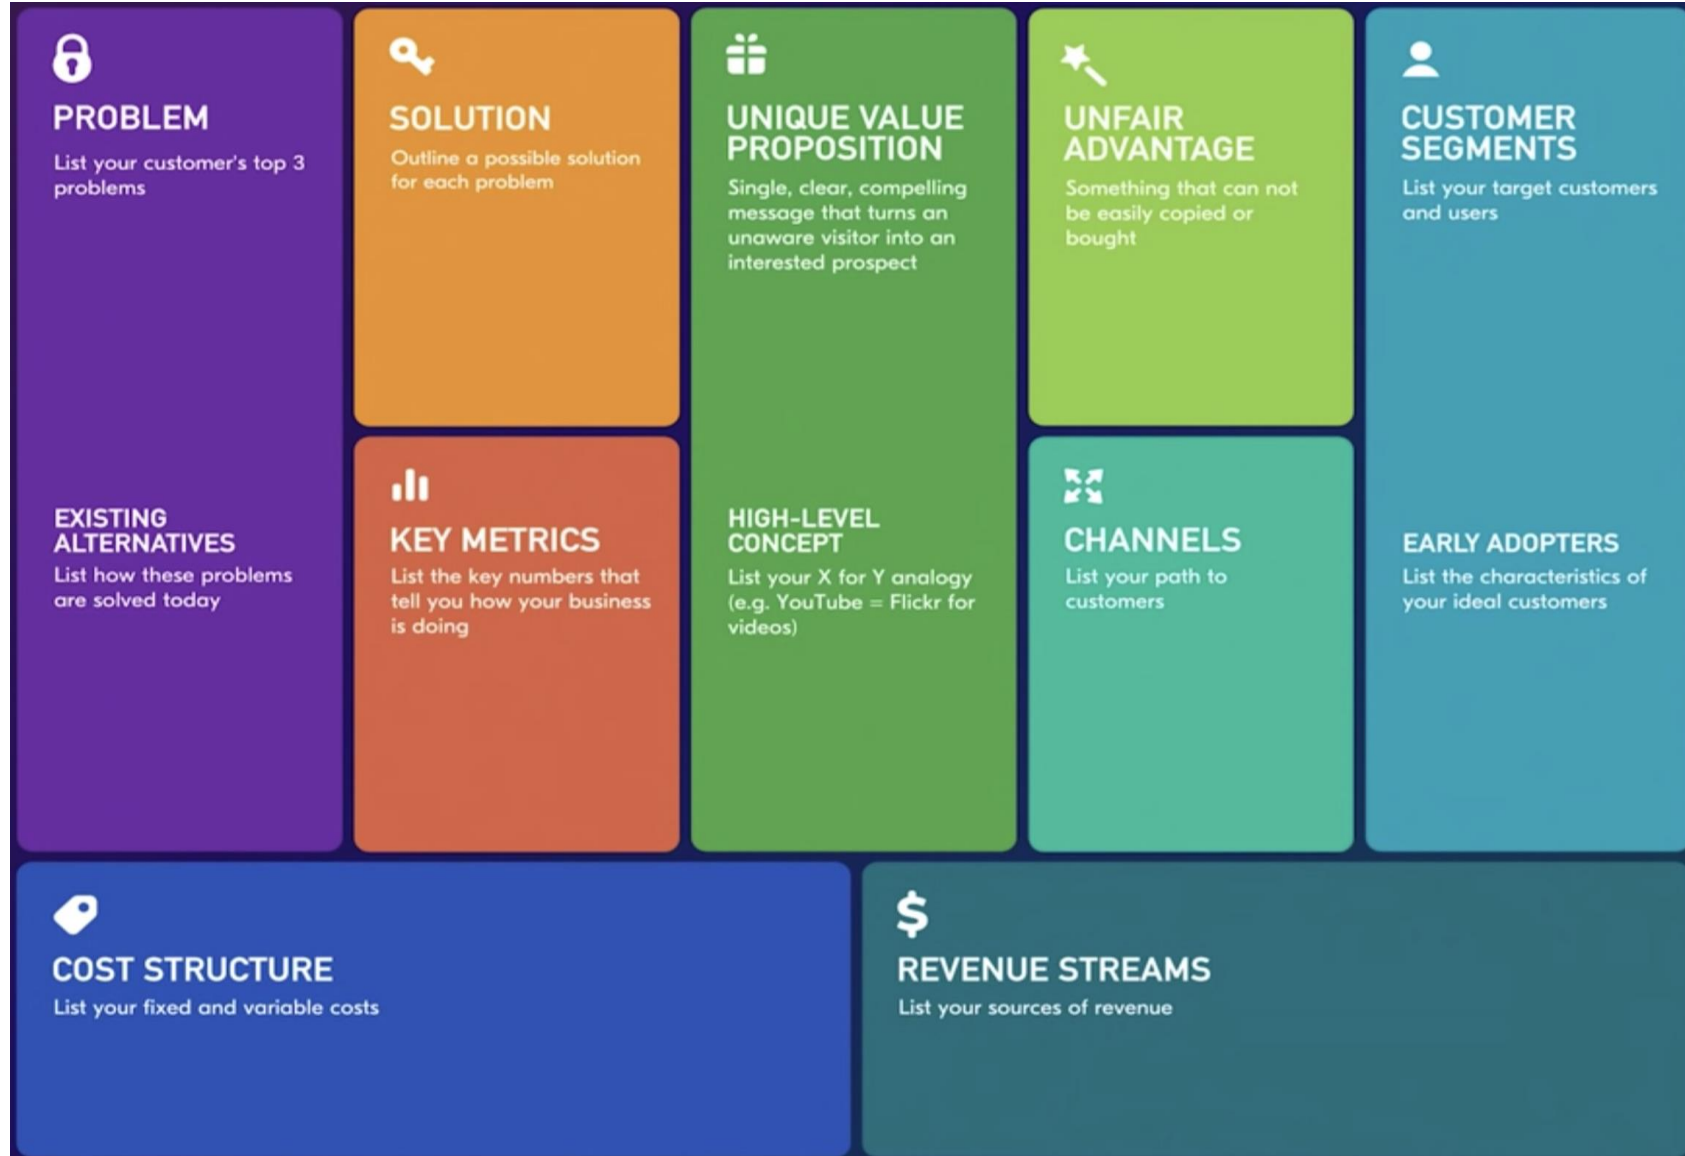 PROBLEM
List your customer's top 3
problems
EXISTING
ALTERNATIVES
List how these problems
are solved today
SOLUTION
Outline a possible solution
for each problem
KEY METRICS
List the key numbers that
tell you how your business
is doing
UNIQUE VALUE
PROPOSITION
Single, clear, compelling
message that turns an
unaware visitor into an
interested prospect
HIGH-LEVEL
CONCEPT
List your X for Y analogy
(e.g. YouTube = Flickr for
videos)
UNFAIR
ADVANTAGE
Something that can not
be easily copied or
bought
CHANNELS
List your path to
customers
CUSTOMER
SEGMENTS
List your target customers
and users
EARLY ADOPTERS
List the characteristics of
your ideal customers
COST STRUCTURE
List your fixed and variable costs
$
REVENUE STREAMS
List your sources of revenue